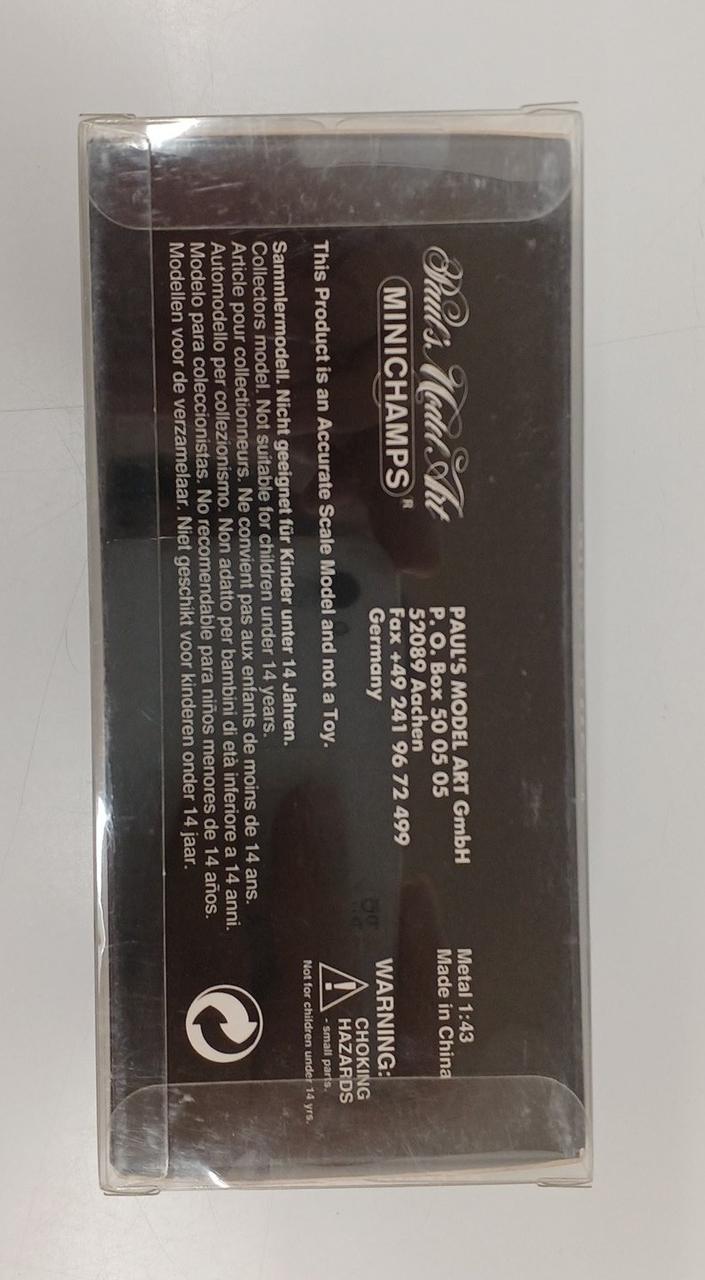 Paul's Model Art
MINICHAMPS®
PAUL'S MODEL ART GmbH
P. O. Box 50 05 05
52089 Aachen
Fax +49 241 96 72 499
Germany
Metal 1:43
Made in China
WARNING:
CHOKING
HAZARDS
- small parts.
Not for children under 14 yrs.
This Product is an Accurate Scale Model and not a Toy.
Sammlermodell. Nicht geeignet für Kinder unter 14 Jahren.
Collectors model. Not suitable for children under 14 years.
Article pour collectionneurs. Ne convient pas aux enfants de moins de 14 ans.
Automodello per collezionismo. Non adatto per bambini di età inferiore a 14 anni.
Modelo para coleccionistas. No recomendable para niños menores de 14 años.
Modellen voor de verzamelaar. Niet geschikt voor kinderen onder 14 jaar.